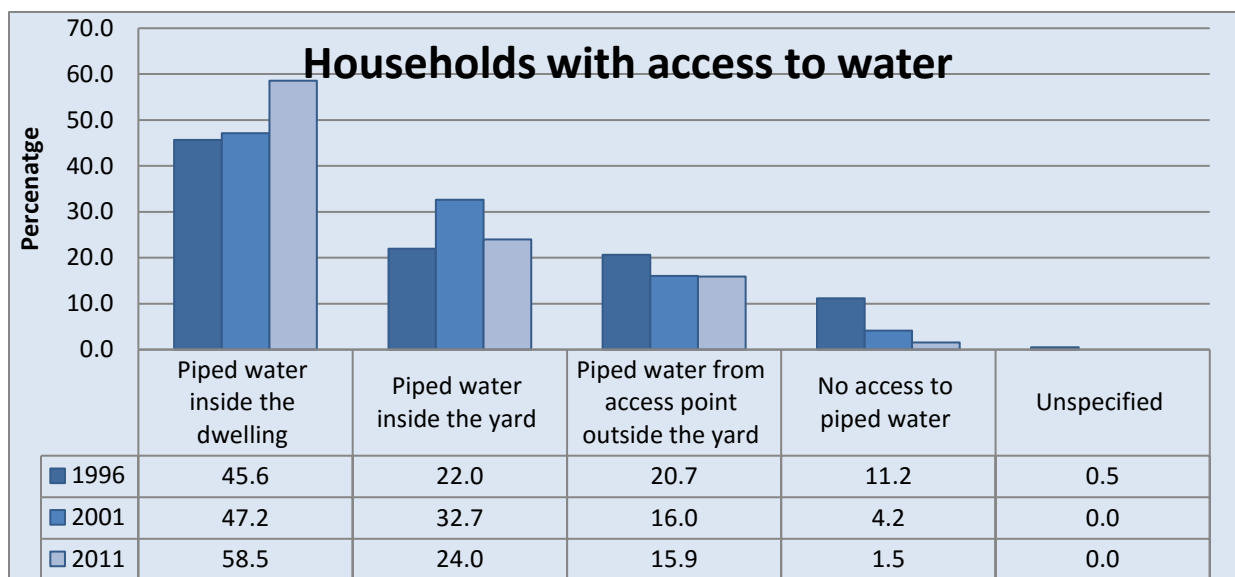 Households with access to water
Percenatge
70.0
60.0
50.0
40.0
30.0
20.0
10.0
0.0
Piped water
inside the
dwelling
Piped water
inside the yard
Piped water from
access point
outside the yard
No access to
piped water
Unspecified
1996 45.6 22.0 20.7 11.2 0.5
2001 47.2 32.7 16.0 4.2 0.0
2011 58.5 24.0 15.9 1.5 0.0